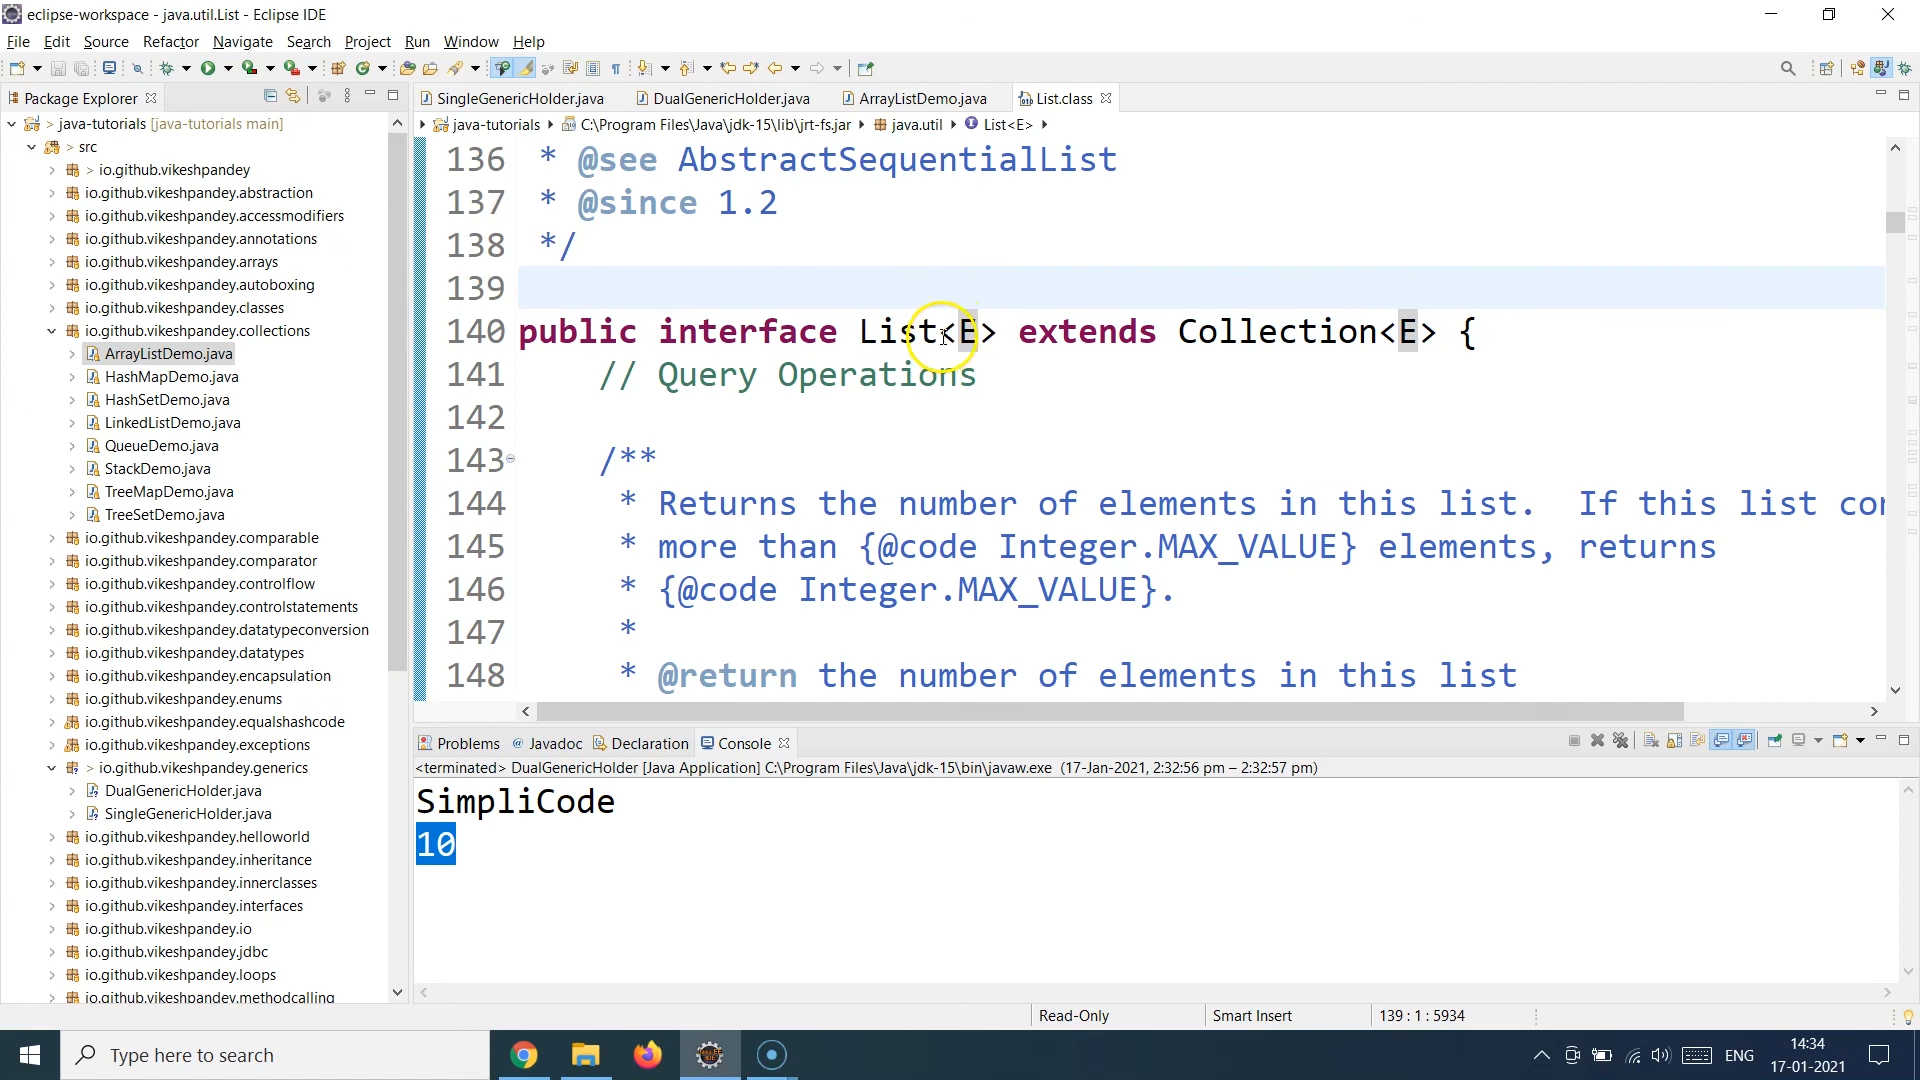 eclipse-workspace - java.util.List - Eclipse IDE
File Edit Source Refactor Navigate Search Project Run Window Help
Package Explorer
> java-tutorials [java-tutorials main]
> src
> io.github.vikeshpandey
io.github.vikeshpandey.abstraction
io.github.vikeshpandey.accessmodifiers
io.github.vikeshpandey.annotations
io.github.vikeshpandey.arrays
io.github.vikeshpandey.autoboxing
io.github.vikeshpandey.classes
io.github.vikeshpandey.collections
ArrayListDemo.java
HashMapDemo.java
HashSetDemo.java
LinkedListDemo.java
QueueDemo.java
StackDemo.java
TreeMapDemo.java
TreeSetDemo.java
io.github.vikeshpandey.comparable
io.github.vikeshpandey.comparator
io.github.vikeshpandey.controlflow
io.github.vikeshpandey.controlstatements
io.github.vikeshpandey.datatypeconversion
io.github.vikeshpandey.datatypes
io.github.vikeshpandey.encapsulation
io.github.vikeshpandey.enums
io.github.vikeshpandey.equalshashcode
io.github.vikeshpandey.exceptions
> io.github.vikeshpandey.generics
DualGenericHolder.java
SingleGenericHolder.java
io.github.vikeshpandey.helloworld
io.github.vikeshpandey.inheritance
io.github.vikeshpandey.innerclasses
io.github.vikeshpandey.interfaces
io.github.vikeshpandey.io
io.github.vikeshpandey.jdbc
io.github.vikeshpandey.loops
io.github.vikeshpandey.methodcalling
SingleGenericHolder.java DualGenericHolder.java ArrayListDemo.java List.class
java-tutorials C:\Program Files\Java\jdk-15\lib\jrt-fs.jar java.util List<E>
136 * @see AbstractSequentialList
137 * @since 1.2
138 */
139
140 public interface List<E> extends Collection<E> {
141 // Query Operations
142
143 /**
144 * Returns the number of elements in this list. If this list cor
145 * more than {@code Integer.MAX_VALUE} elements, returns
146 * {@code Integer.MAX_VALUE}.
147 *
148 * @return the number of elements in this list
Problems @ Javadoc Declaration Console
<terminated> DualGenericHolder [Java Application] C:\Program Files\Java\jdk-15\bin\javaw.exe (17-Jan-2021, 2:32:56 pm – 2:32:57 pm)
SimpliCode
10
Read-Only Smart Insert 139 : 1 : 5934
Type here to search
ENG
14:34
17-01-2021